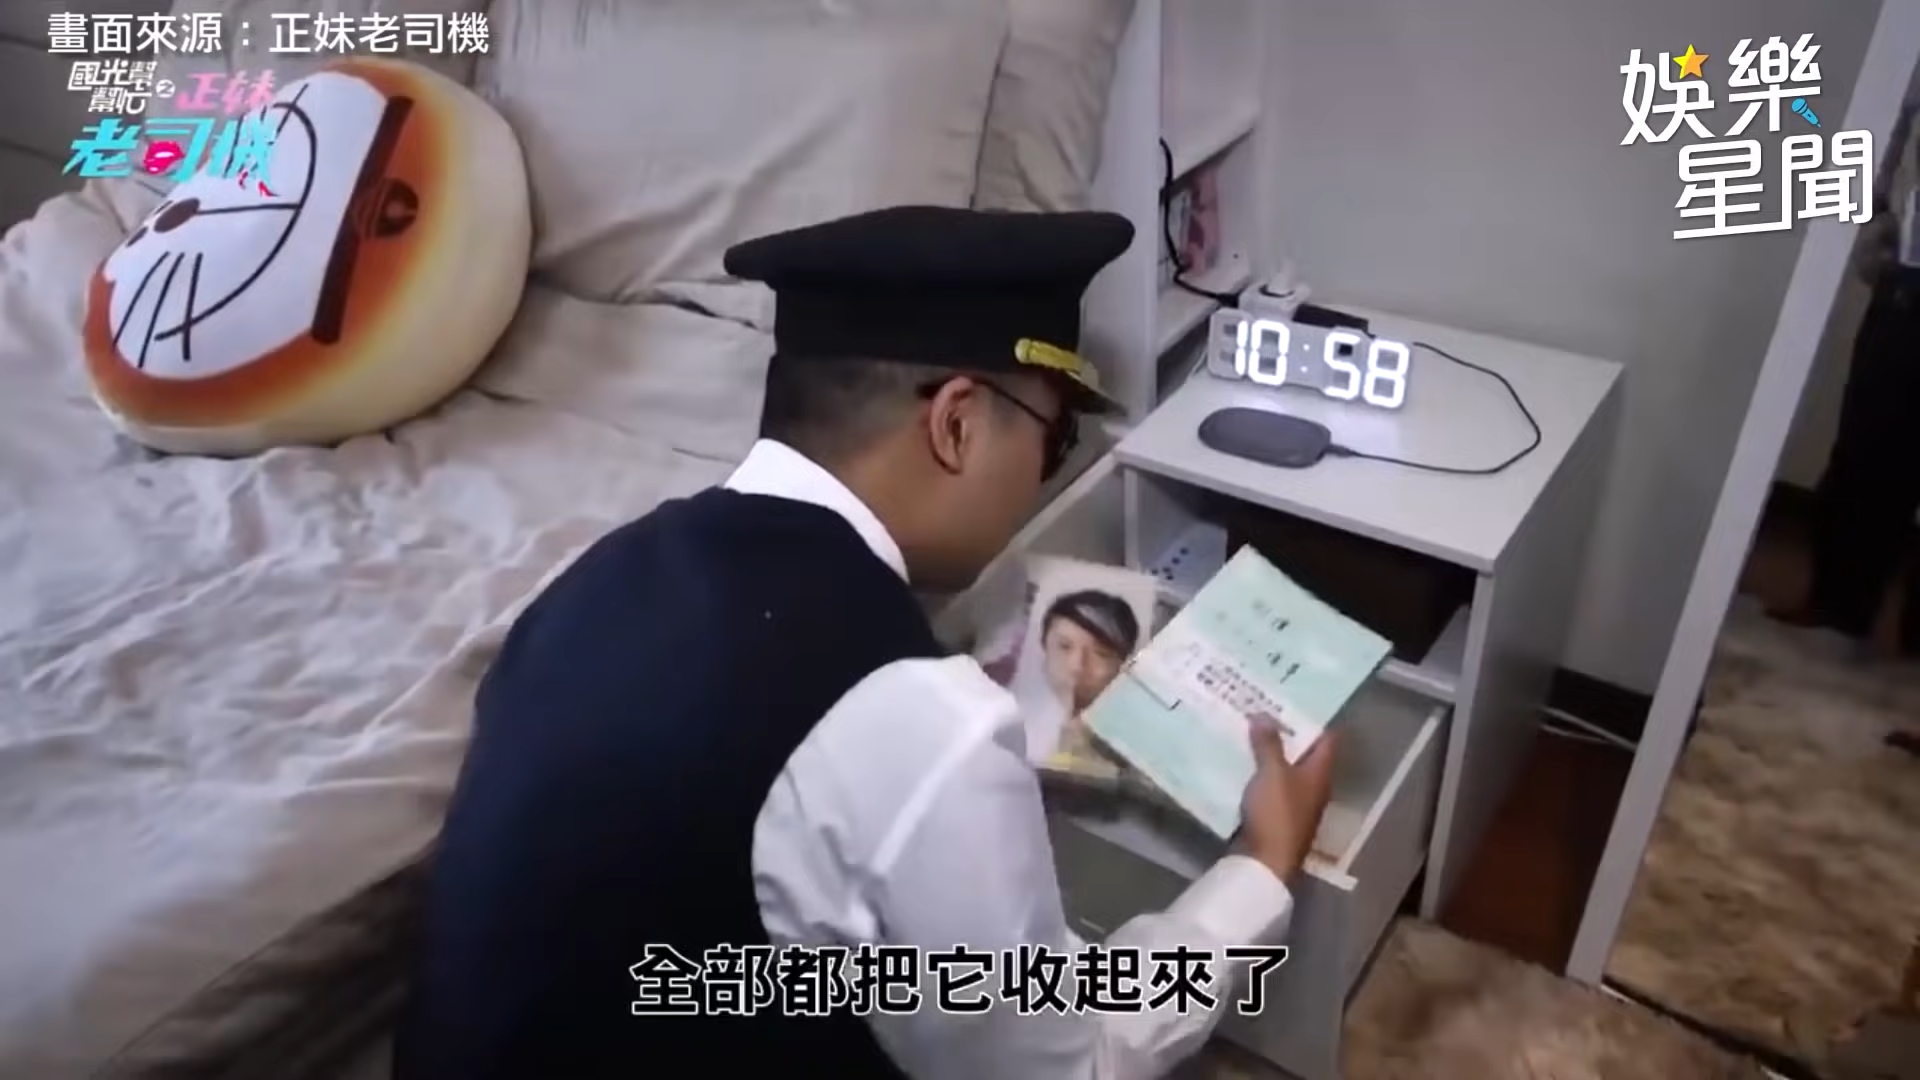 畫面來源：正妹老司機
國光幫
幫忙之正妹
老司機
娛樂
星聞
10:58
全部都把它收起來了